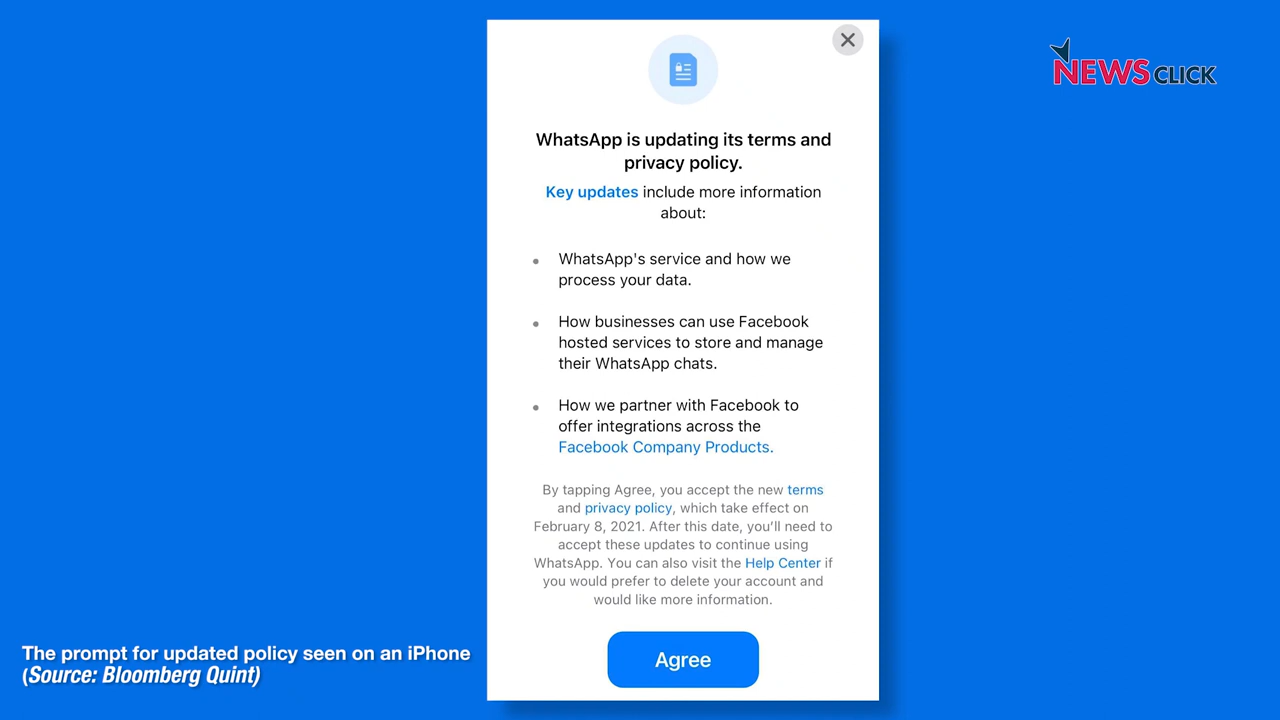 NEWS CLICK
WhatsApp is updating its terms and
privacy policy.
Key updates include more information
about:
• WhatsApp's service and how we
process your data.
• How businesses can use Facebook
hosted services to store and manage
their WhatsApp chats.
• How we partner with Facebook to
offer integrations across the
Facebook Company Products.
By tapping Agree, you accept the new terms
and privacy policy, which take effect on
February 8, 2021. After this date, you’ll need to
accept these updates to continue using
WhatsApp. You can also visit the Help Center if
you would prefer to delete your account and
would like more information.
Agree
The prompt for updated policy seen on an iPhone
(Source: Bloomberg Quint)